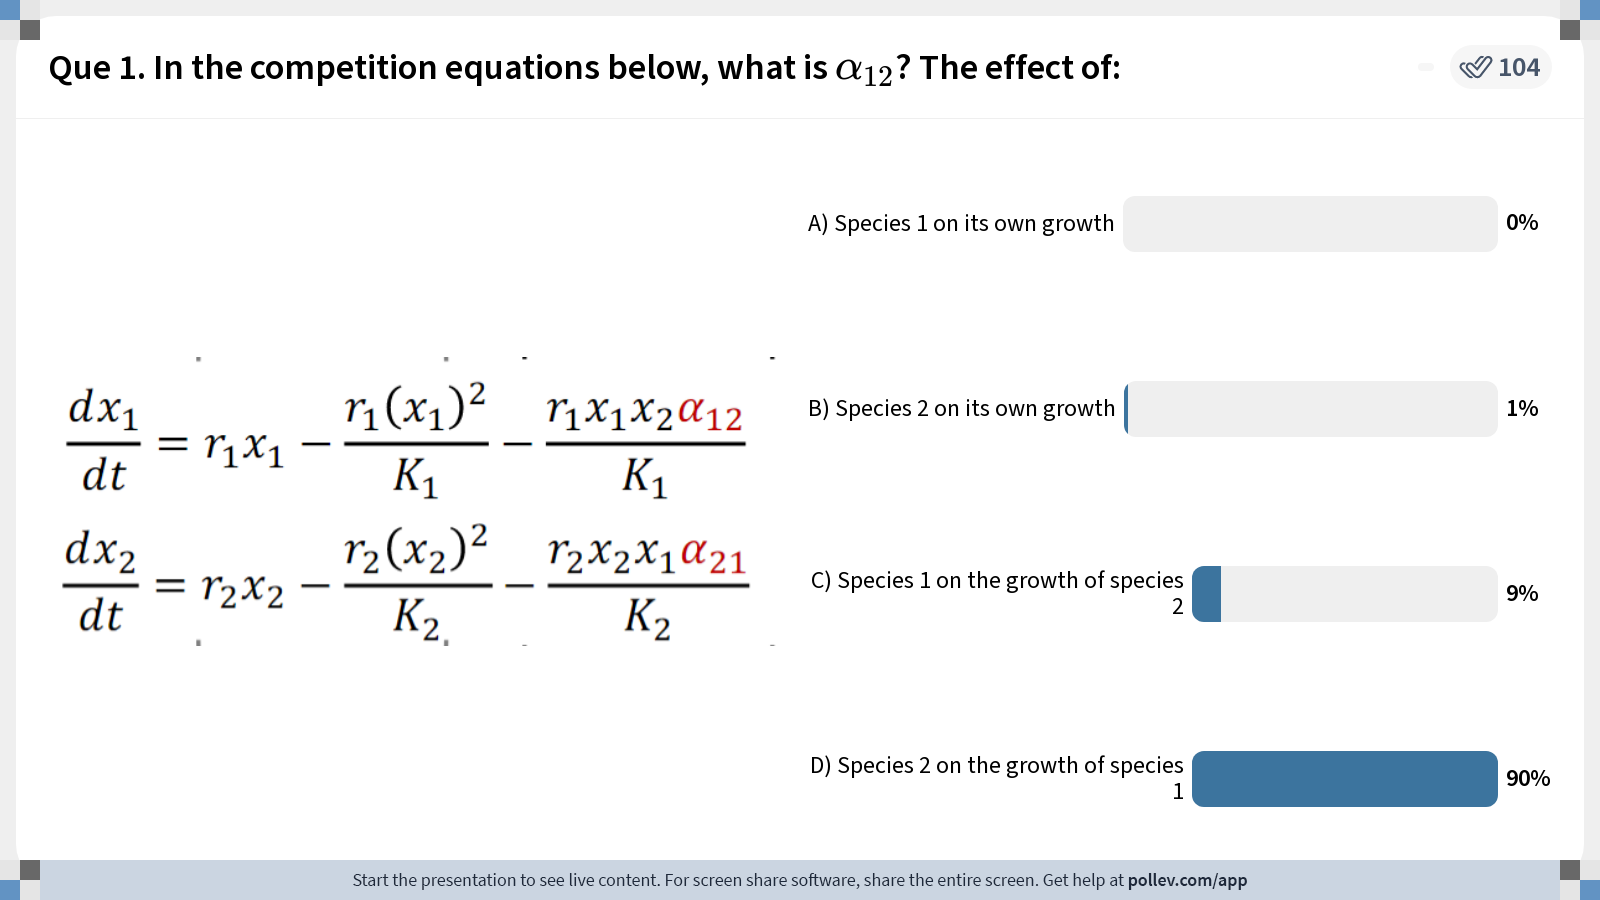 Que 1. In the competition equations below, what is α₁₂? The effect of:
104
A) Species 1 on its own growth
0%
B) Species 2 on its own growth
1%
C) Species 1 on the growth of species
2
9%
D) Species 2 on the growth of species
1
90%
dx₁/dt = r₁x₁ − r₁(x₁)²/K₁ − r₁x₁x₂α₁₂/K₁
dx₂/dt = r₂x₂ − r₂(x₂)²/K₂ − r₂x₂x₁α₂₁/K₂
Start the presentation to see live content. For screen share software, share the entire screen. Get help at pollev.com/app